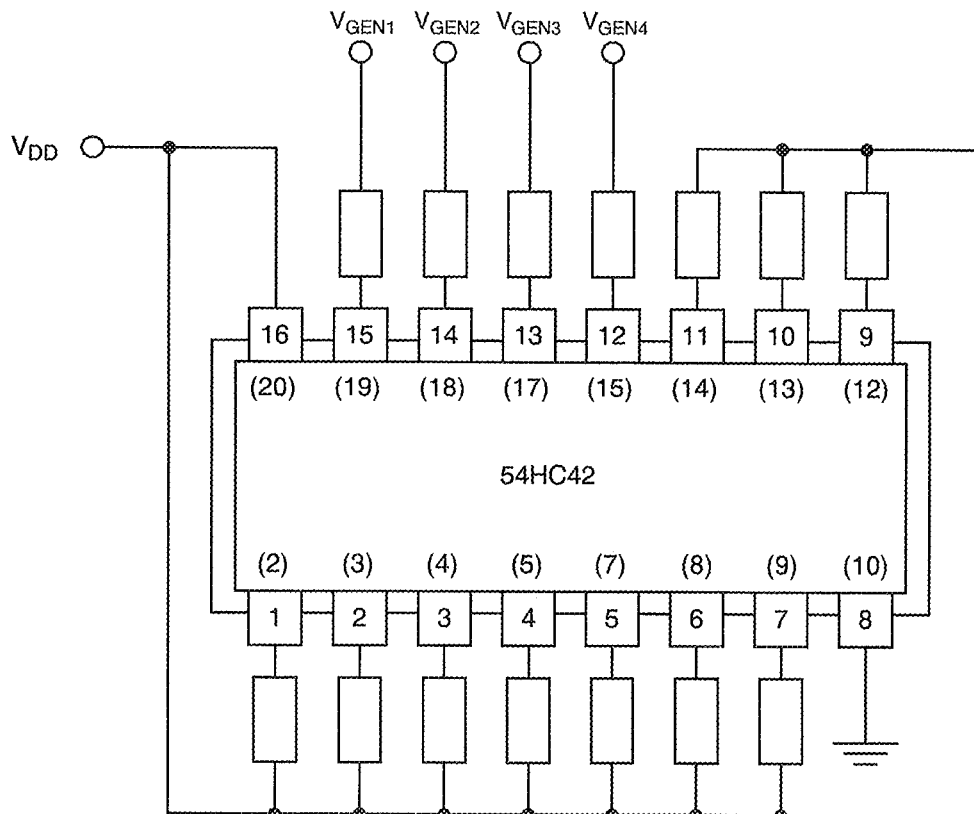 VGEN1 VGEN2 VGEN3 VGEN4
VDD
16 15 14 13 12 11 10 9
(20) (19) (18) (17) (15) (14) (13) (12)
54HC42
(2) (3) (4) (5) (7) (8) (9) (10)
1 2 3 4 5 6 7 8